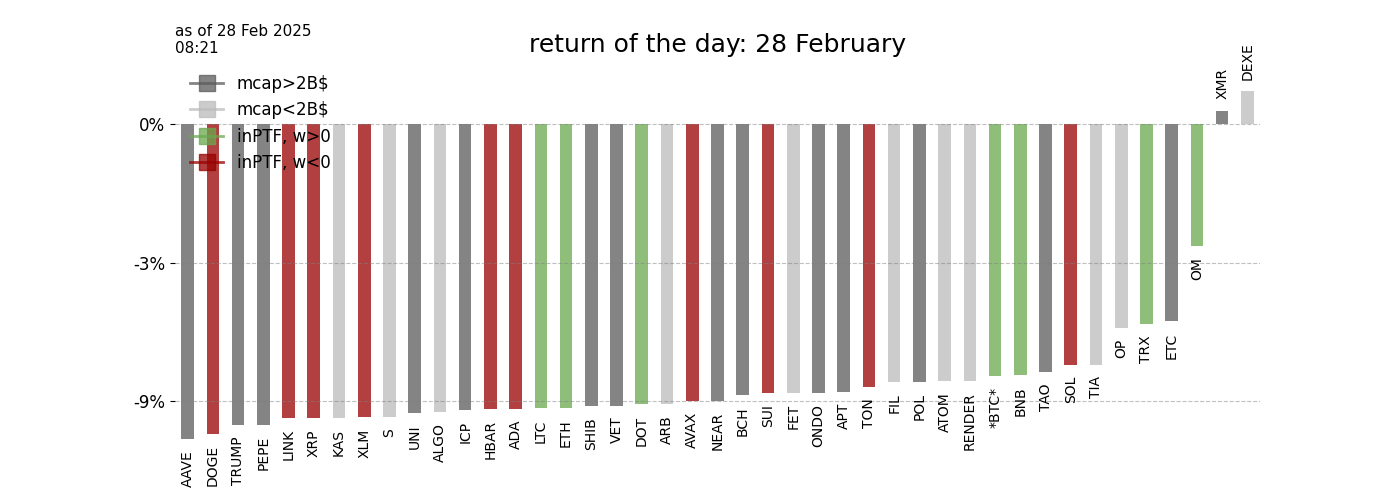 as of 28 Feb 2025
08:21
return of the day: 28 February
mcap>2B$
mcap<2B$
inPTF, w>0
inPTF, w<0
0%
-3%
-9%
AAVE
DOGE
TRUMP
PEPE
LINK
XRP
KAS
XLM
S
UNI
ALGO
ICP
HBAR
ADA
LTC
ETH
SHIB
VET
DOT
ARB
AVAX
NEAR
BCH
SUI
FET
ONDO
APT
TON
FIL
POL
ATOM
RENDER
*BTC*
BNB
TAO
SOL
TIA
OP
TRX
ETC
OM
XMR
DEXE